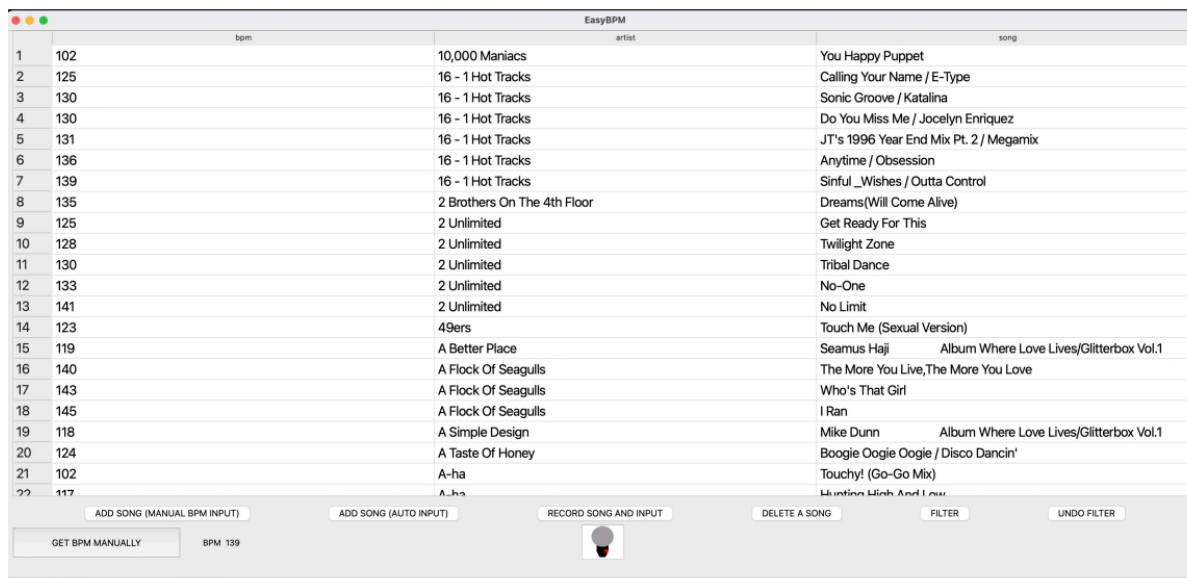 EasyBPM
bpm artist song
1 102 10,000 Maniacs You Happy Puppet
2 125 16 - 1 Hot Tracks Calling Your Name / E-Type
3 130 16 - 1 Hot Tracks Sonic Groove / Katalina
4 130 16 - 1 Hot Tracks Do You Miss Me / Jocelyn Enriquez
5 131 16 - 1 Hot Tracks JT's 1996 Year End Mix Pt. 2 / Megamix
6 136 16 - 1 Hot Tracks Anytime / Obsession
7 139 16 - 1 Hot Tracks Sinful _Wishes / Outta Control
8 135 2 Brothers On The 4th Floor Dreams(Will Come Alive)
9 125 2 Unlimited Get Ready For This
10 128 2 Unlimited Twilight Zone
11 130 2 Unlimited Tribal Dance
12 133 2 Unlimited No-One
13 141 2 Unlimited No Limit
14 123 49ers Touch Me (Sexual Version)
15 119 A Better Place Seamus Haji Album Where Love Lives/Glitterbox Vol.1
16 140 A Flock Of Seagulls The More You Live,The More You Love
17 143 A Flock Of Seagulls Who's That Girl
18 145 A Flock Of Seagulls I Ran
19 118 A Simple Design Mike Dunn Album Where Love Lives/Glitterbox Vol.1
20 124 A Taste Of Honey Boogie Oogie Oogie / Disco Dancin'
21 102 A-ha Touchy! (Go-Go Mix)
22 117 A-ha Hunting High And Low
ADD SONG (MANUAL BPM INPUT) ADD SONG (AUTO INPUT) RECORD SONG AND INPUT DELETE A SONG FILTER UNDO FILTER
GET BPM MANUALLY BPM 139